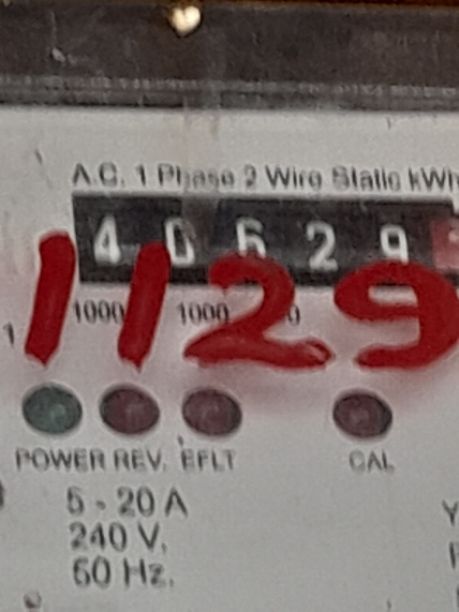 A.C. 1 Phase 2 Wire Static kWh
4 0 6 2 9
1129
1000 1000
POWER REV. EFLT CAL
5 - 20 A
240 V,
50 Hz.